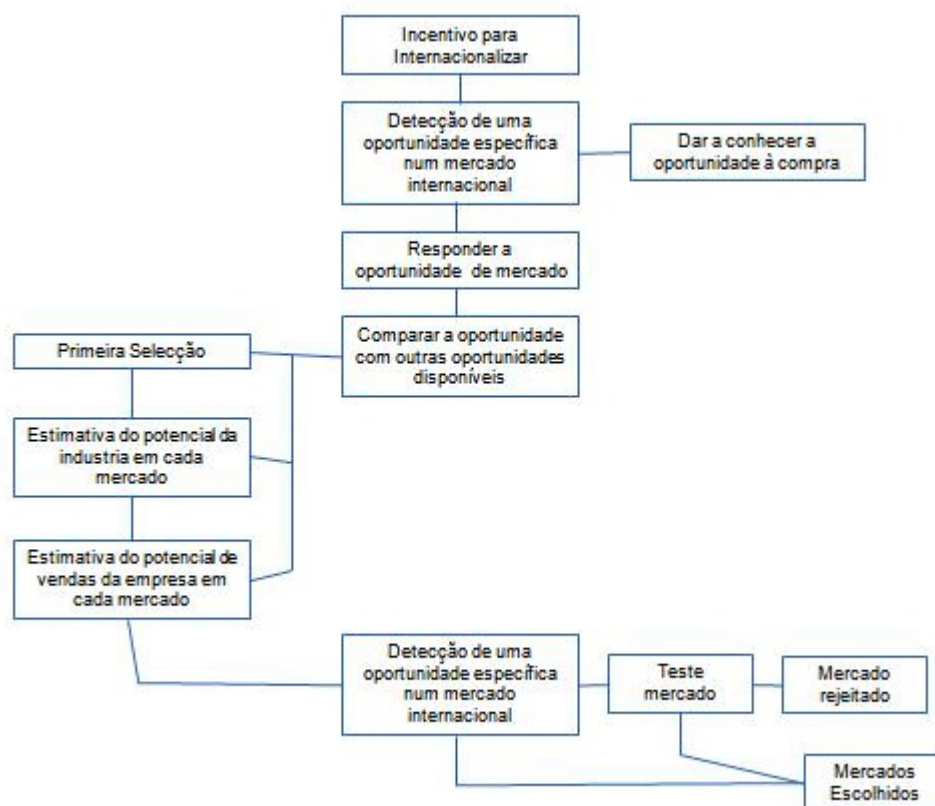 Incentivo para
Internacionalizar
Detecção de uma
oportunidade específica
num mercado
internacional
Dar a conhecer a
oportunidade à compra
Responder a
oportunidade de mercado
Comparar a oportunidade
com outras oportunidades
disponíveis
Primeira Selecção
Estimativa do potencial da
industria em cada
mercado
Estimativa do potencial de
vendas da empresa em
cada mercado
Detecção de uma
oportunidade específica
num mercado
internacional
Teste
mercado
Mercado
rejeitado
Mercados
Escolhidos